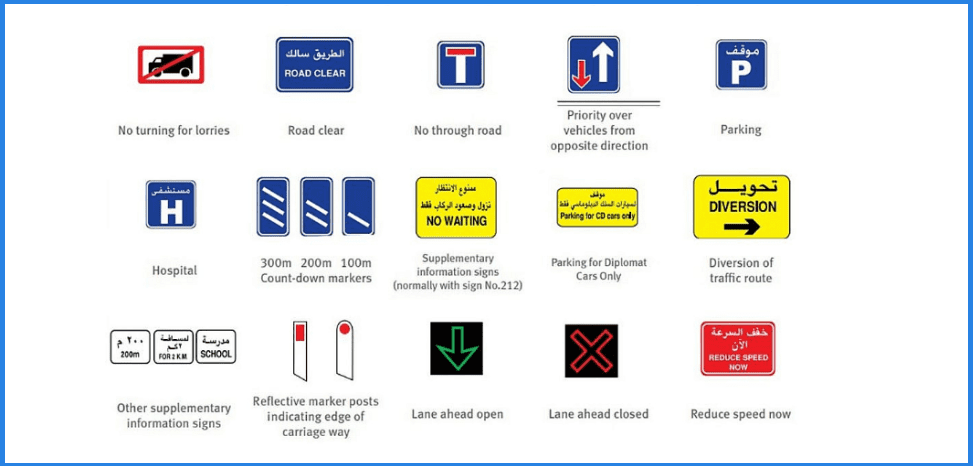 الطريق سالك
ROAD CLEAR
موقف
P
No turning for lorries
Road clear
No through road
Priority over
vehicles from
opposite direction
Parking
مستشفى
H
ممنوع الانتظار
نزول وصعود الركاب فقط
NO WAITING
موقف
لسيارات السلك الدبلوماسي فقط
Parking for CD cars only
تحويل
DIVERSION
Hospital
300m 200m 100m
Count-down markers
Supplementary
information signs
(normally with sign No.212)
Parking for Diplomat
Cars Only
Diversion of
traffic route
٢٠٠ م
200m
لمسافة
٢ كم
FOR 2 K.M.
مدرسة
SCHOOL
خفف السرعة
الآن
REDUCE SPEED
NOW
Other supplementary
information signs
Reflective marker posts
indicating edge of
carriage way
Lane ahead open
Lane ahead closed
Reduce speed now